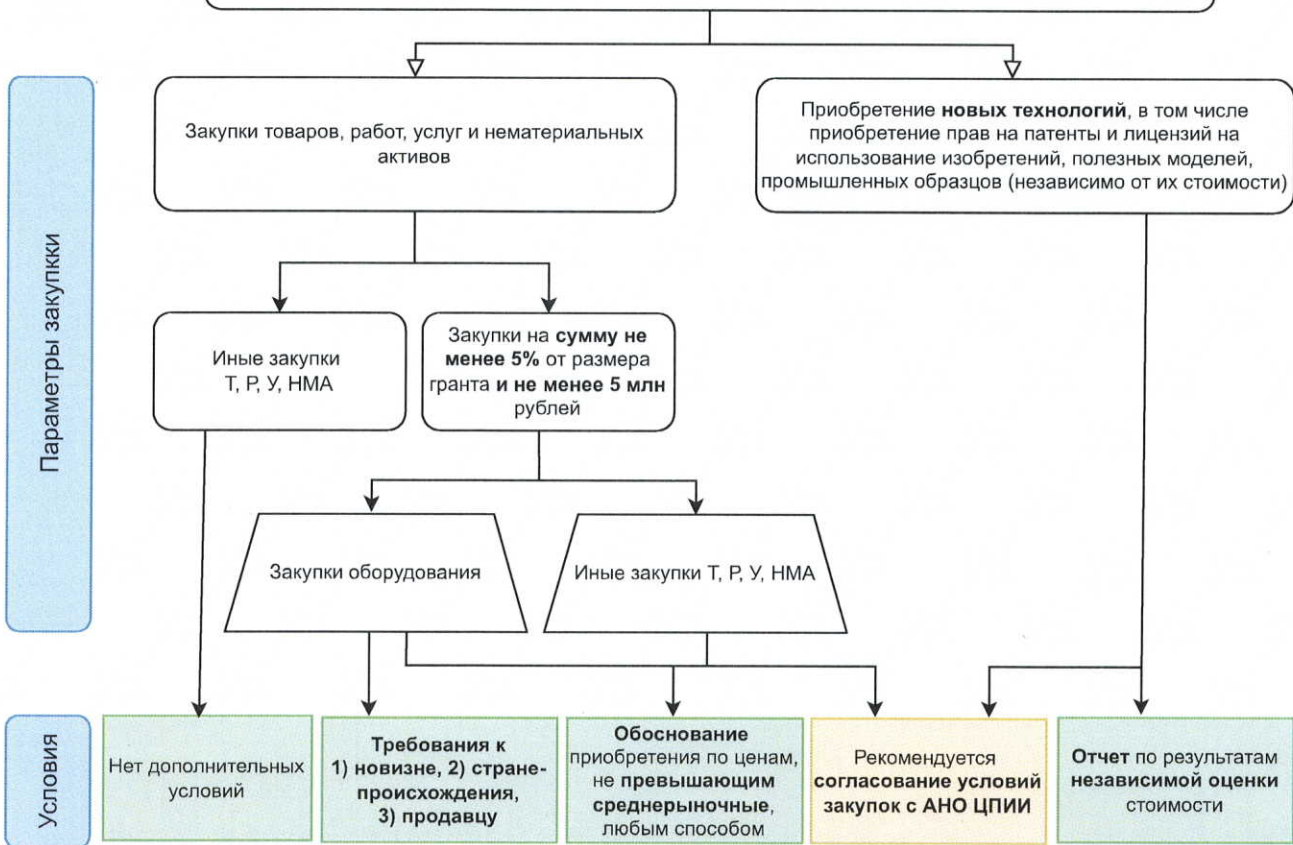 Закупки товаров, работ, услуг и нематериальных
активов
Приобретение новых технологий, в том числе
приобретение прав на патенты и лицензий на
использование изобретений, полезных моделей,
промышленных образцов (независимо от их стоимости)
Параметры закупкки
Иные закупки
Т, Р, У, НМА
Закупки на сумму не
менее 5% от размера
гранта и не менее 5 млн
рублей
Закупки оборудования
Иные закупки Т, Р, У, НМА
Условия
Нет дополнительных
условий
Требования к
1) новизне, 2) стране-
происхождения,
3) продавцу
Обоснование
приобретения по ценам,
не превышающим
среднерыночные,
любым способом
Рекомендуется
согласование условий
закупок с АНО ЦПИИ
Отчет по результатам
независимой оценки
стоимости